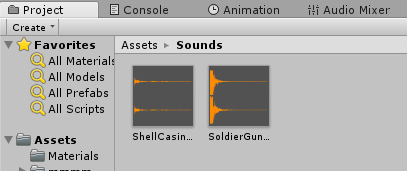 Project Console Animation Audio Mixer
Create
Favorites
All Materials
All Models
All Prefabs
All Scripts
Assets
Materials
Assets Sounds
ShellCasin... SoldierGun...